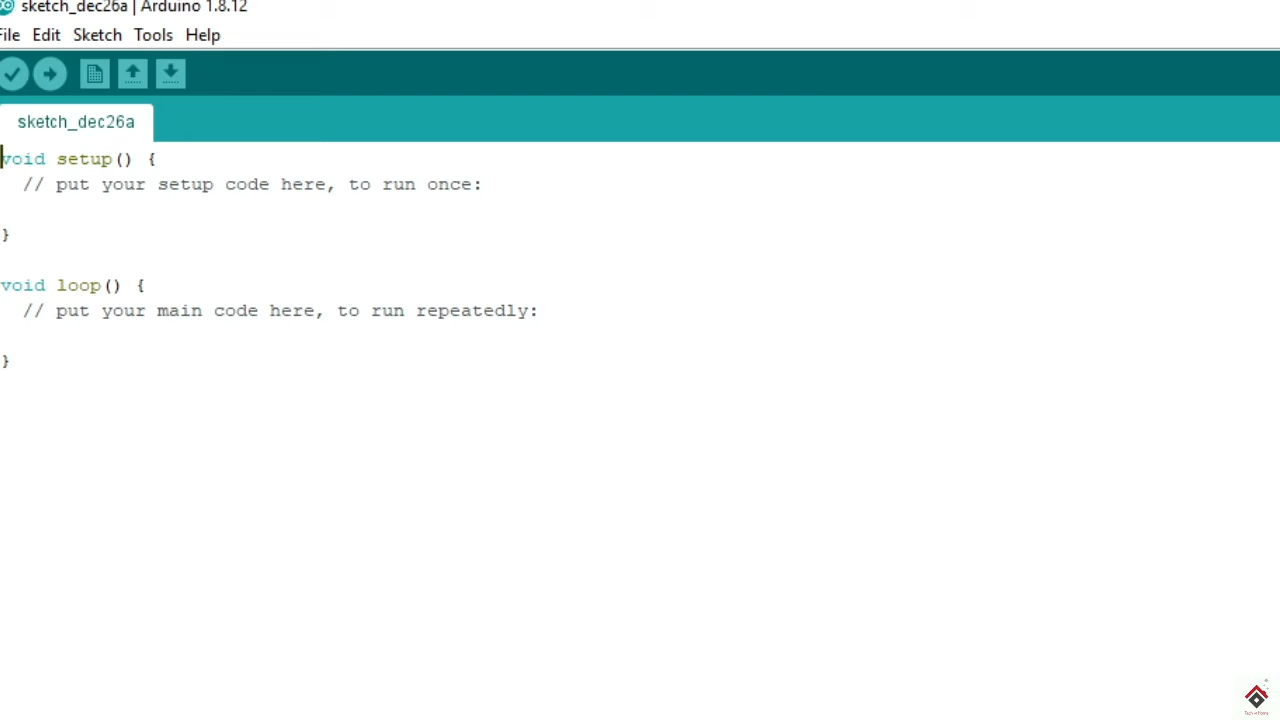 sketch_dec26a | Arduino 1.8.12
File Edit Sketch Tools Help
sketch_dec26a
void setup() {
// put your setup code here, to run once:
}
void loop() {
// put your main code here, to run repeatedly:
}